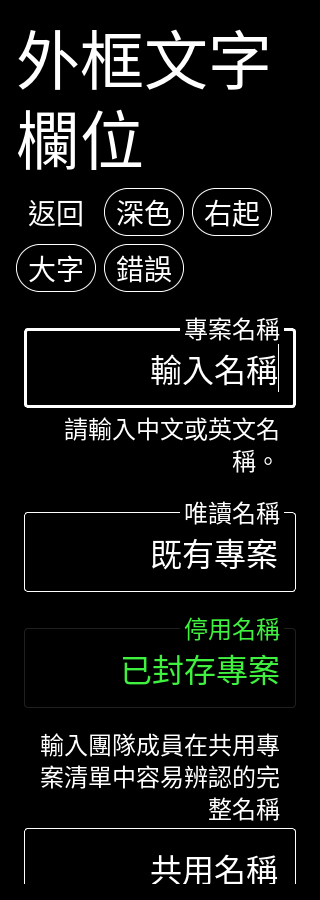 外框文字
欄位
返回 深色 右起
大字 錯誤
專案名稱
輸入名稱
請輸入中文或英文名
稱。
唯讀名稱
既有專案
停用名稱
已封存專案
輸入團隊成員在共用專
案清單中容易辨認的完
整名稱
共用名稱